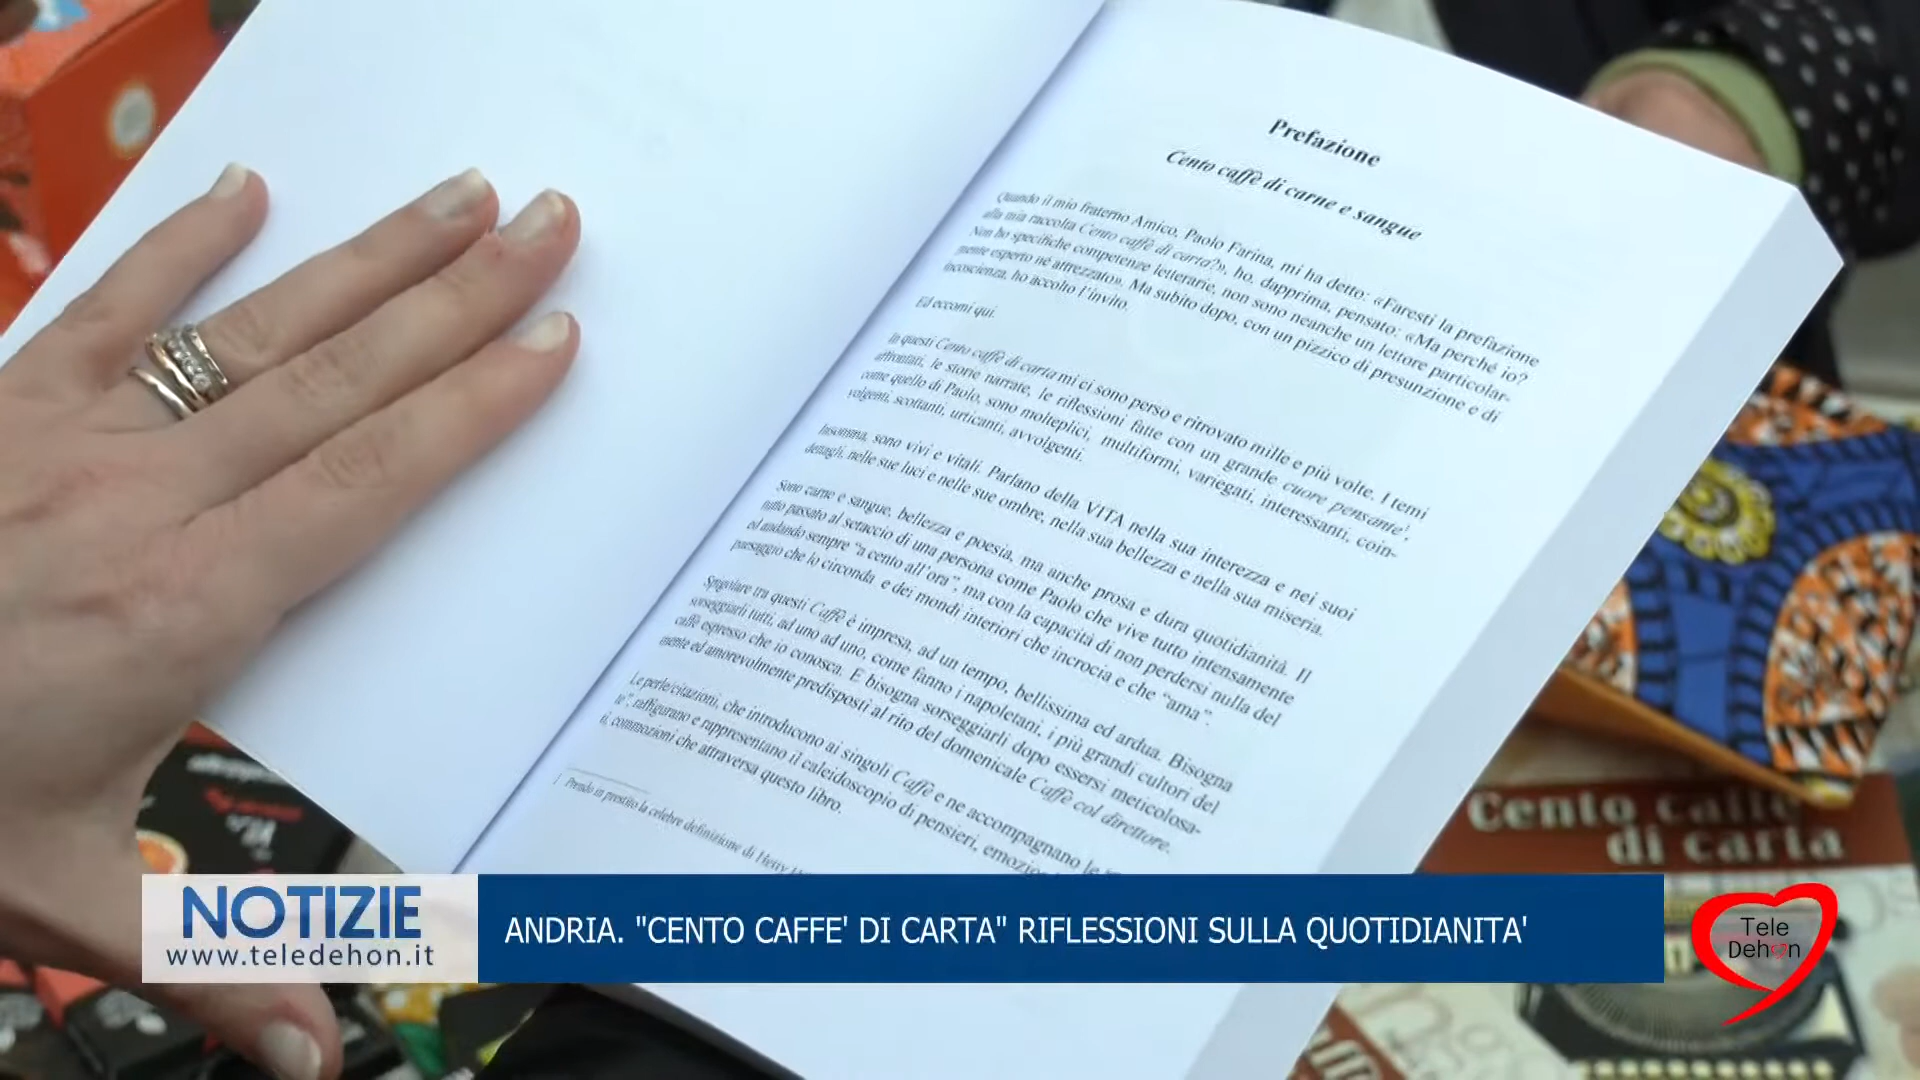 Prefazione
Cento caffè di carne e sangue
Quando il mio fraterno Amico, Paolo Farina, mi ha detto: «Faresti la prefazione
alla mia raccolta Cento caffè di carta?», ho, dapprima, pensato: «Ma perché io?
Non ho specifiche competenze letterarie, non sono neanche un lettore particolar-
mente esperto né attrezzato». Ma subito dopo, con un pizzico di presunzione e di
incoscienza, ho accolto l'invito.
Ed eccomi qui.
In questi Cento caffè di carta mi ci sono perso e ritrovato mille e più volte. I temi
affrontati, le storie narrate, le riflessioni fatte con un grande cuore pensante¹,
come quello di Paolo, sono molteplici, multiformi, variegati, interessanti, coin-
volgenti, scottanti, urticanti, avvolgenti.
Insomma, sono vivi e vitali. Parlano della VITA nella sua interezza e nei suoi
dettagli, nelle sue luci e nelle sue ombre, nella sua bellezza e nella sua miseria.
Sono carne e sangue, bellezza e poesia, ma anche prosa e dura quotidianità. Il
tutto passato al setaccio di una persona come Paolo che vive tutto intensamente
ed andando sempre "a cento all'ora", ma con la capacità di non perdersi nulla del
paesaggio che lo circonda e dei mondi interiori che incrocia e che "ama".
Spigolare tra questi Caffè è impresa, ad un tempo, bellissima ed ardua. Bisogna
sorseggiarli tutti, ad uno ad uno, come fanno i napoletani, i più grandi cultori del
caffè espresso che io conosca. E bisogna sorseggiarli dopo essersi meticolosa-
mente ed amorevolmente predisposti al rito del domenicale Caffè col direttore.
Le perle/citazioni, che introducono ai singoli Caffè e ne accompagnano le
raffigurano e rappresentano il caleidoscopio di pensieri,
commozioni che attraversa questo libro.
1 Prendo in prestito la celebre definizione di Hetty
Cento caffè
di carta
NOTIZIE
www.teledehon.it
ANDRIA. "CENTO CAFFE' DI CARTA" RIFLESSIONI SULLA QUOTIDIANITA'
Tele
Dehon